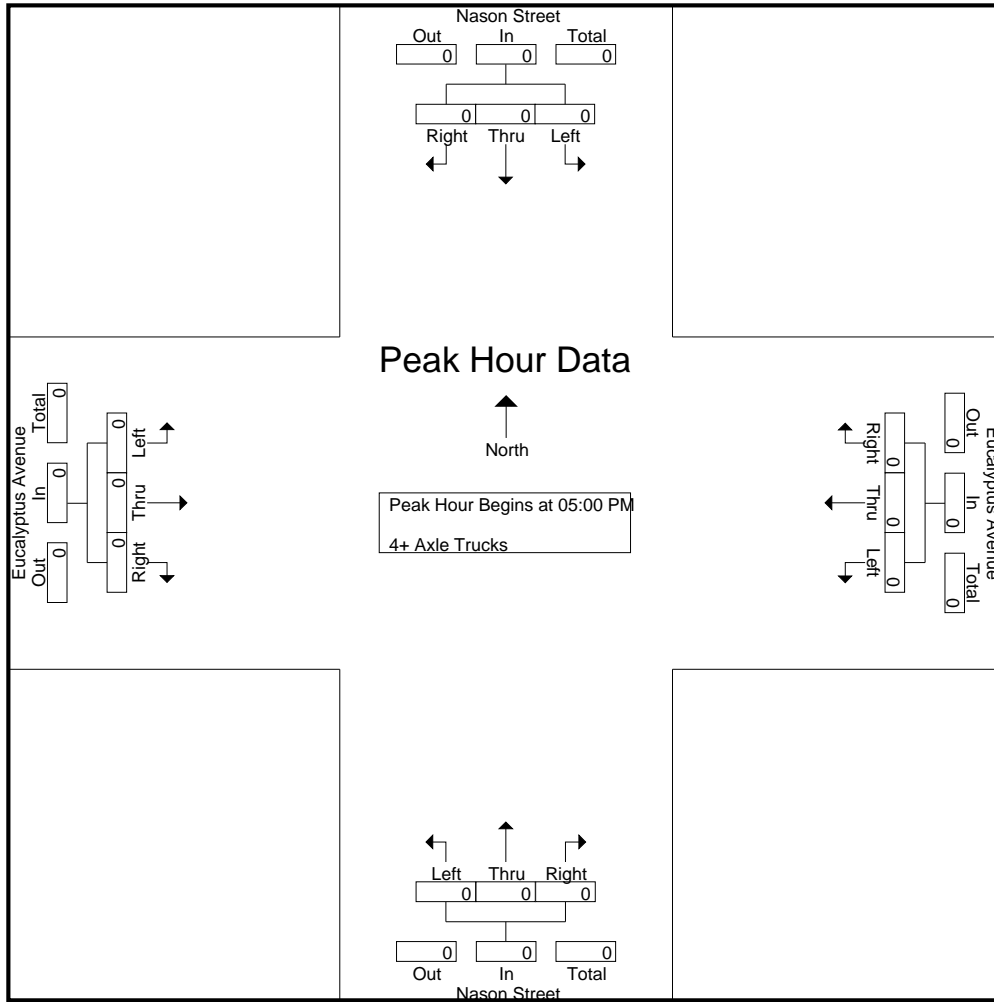 Nason Street
Out In Total
0 0 0
0 0 0
Right Thru Left
Peak Hour Data
North
Peak Hour Begins at 05:00 PM
4+ Axle Trucks
Eucalyptus Avenue
Total In Out
0 0 0
0 0 0
Left Thru Right
Eucalyptus Avenue
Out In Total
0 0 0
0 0 0
Right Thru Left
Left Thru Right
0 0 0
0 0 0
Out In Total
Nason Street